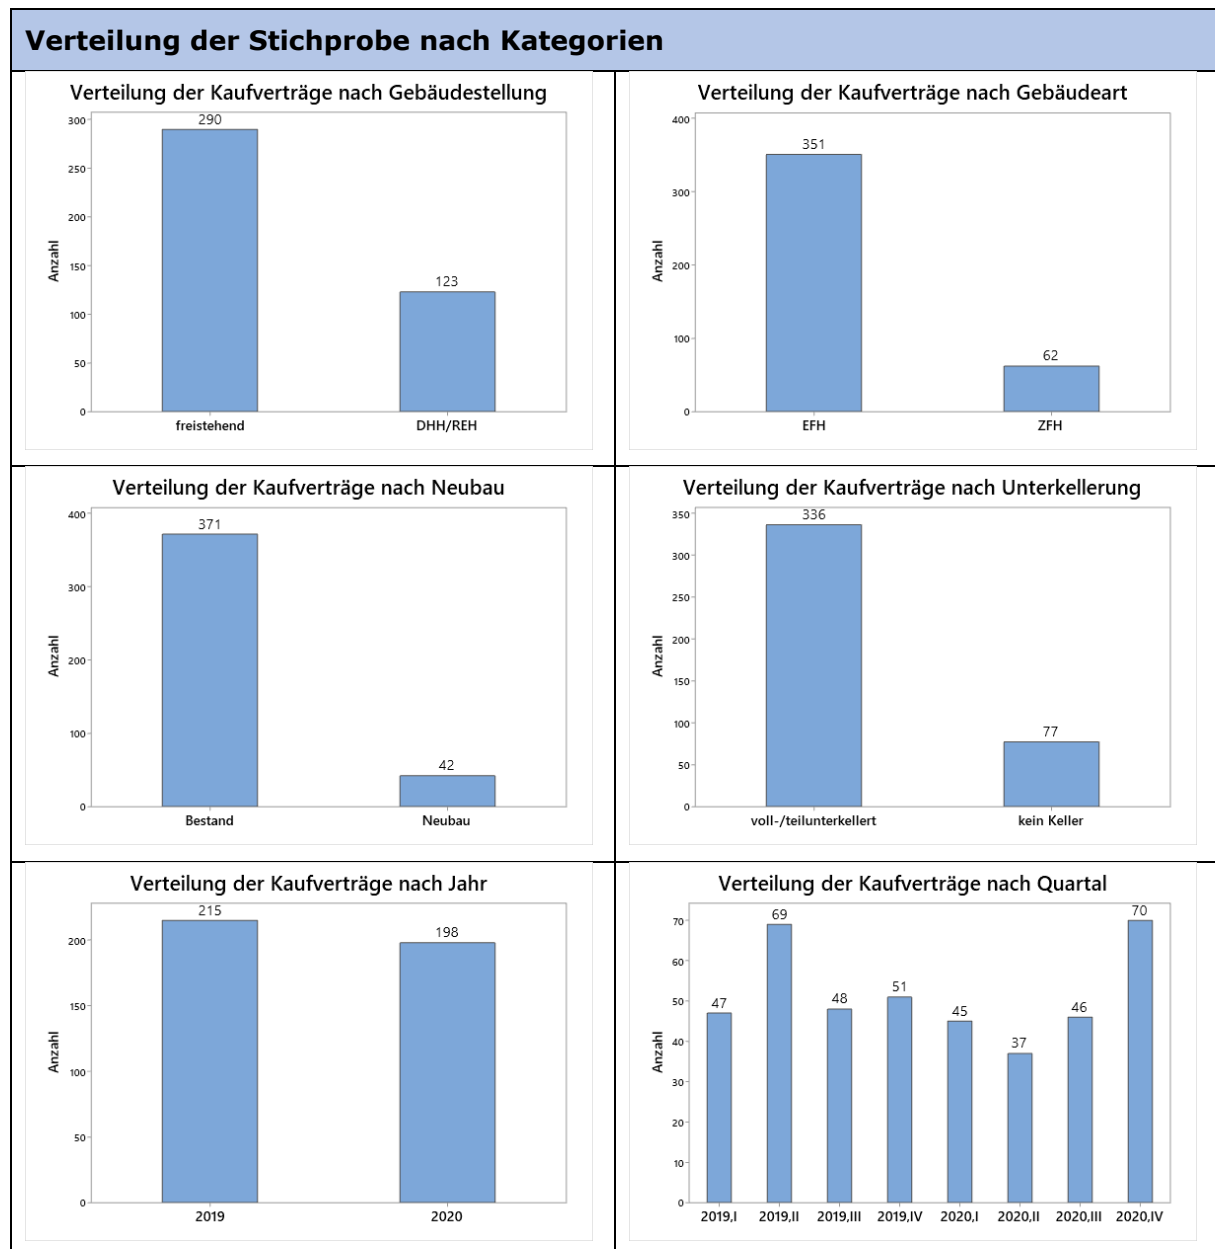 Verteilung der Stichprobe nach Kategorien
Verteilung der Kaufverträge nach Gebäudestellung
300
250
200
150
100
50
0
Anzahl
290
123
freistehend
DHH/REH
Verteilung der Kaufverträge nach Gebäudeart
400
300
200
100
0
Anzahl
351
62
EFH
ZFH
Verteilung der Kaufverträge nach Neubau
400
300
200
100
0
Anzahl
371
42
Bestand
Neubau
Verteilung der Kaufverträge nach Unterkellerung
350
300
250
200
150
100
50
0
Anzahl
336
77
voll-/teilunterkellert
kein Keller
Verteilung der Kaufverträge nach Jahr
200
150
100
50
0
Anzahl
215
198
2019
2020
Verteilung der Kaufverträge nach Quartal
70
60
50
40
30
20
10
0
Anzahl
47
69
48
51
45
37
46
70
2019,I
2019,II
2019,III
2019,IV
2020,I
2020,II
2020,III
2020,IV